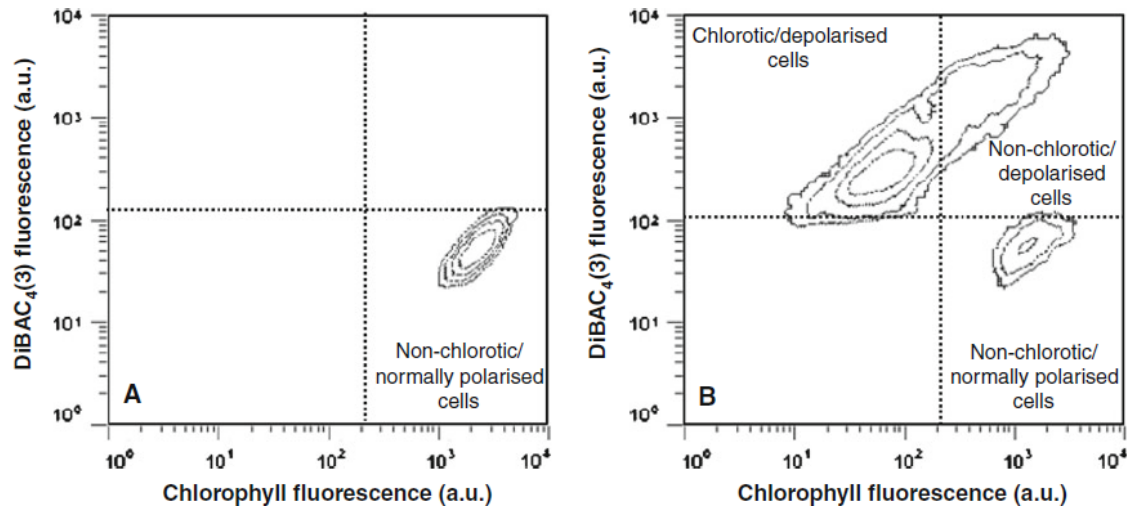 10⁴
10³
10²
10¹
10⁰
DiBAC₄(3) fluorescence (a.u.)
Non-chlorotic/
normally polarised
cells
A
10⁰
10¹
10²
10³
10⁴
Chlorophyll fluorescence (a.u.)
10⁴
10³
10²
10¹
10⁰
DiBAC₄(3) fluorescence (a.u.)
Chlorotic/depolarised
cells
Non-chlorotic/
depolarised
cells
Non-chlorotic/
normally polarised
cells
B
10⁰
10¹
10²
10³
10⁴
Chlorophyll fluorescence (a.u.)